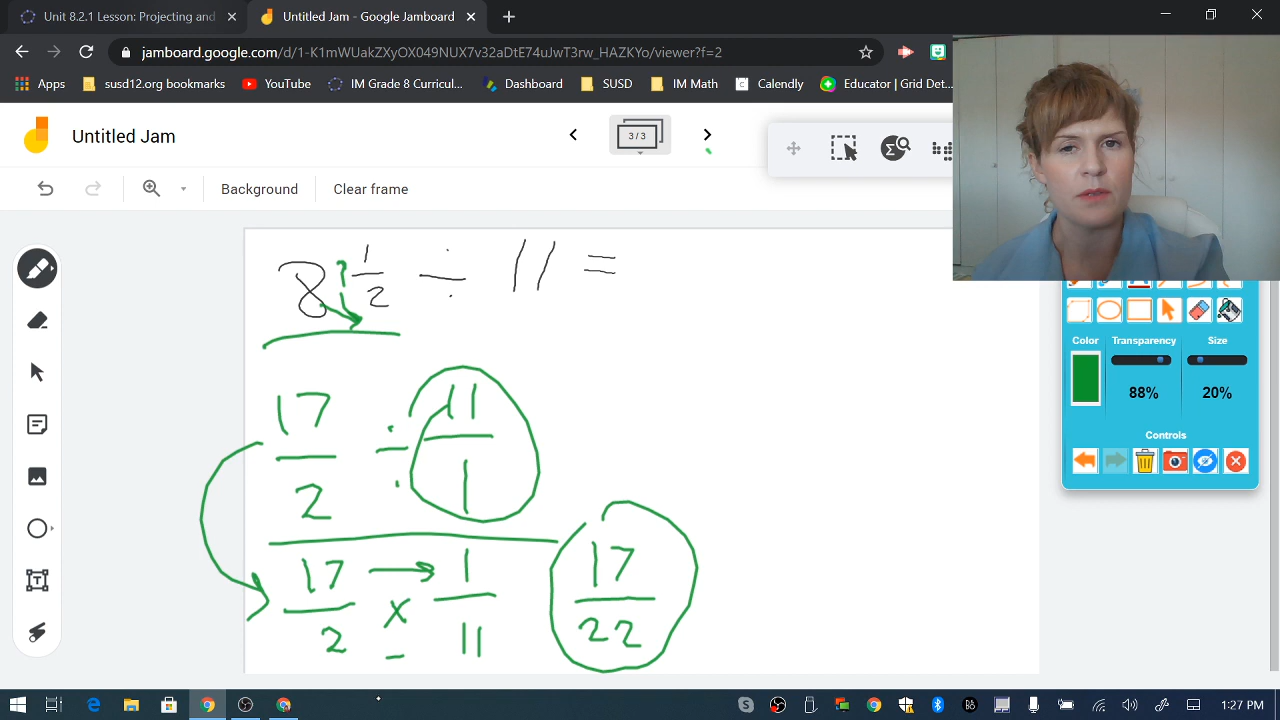 Unit 8.2.1 Lesson: Projecting and
Untitled Jam - Google Jamboard
jamboard.google.com/d/1-K1mWUakZXyOX049NUX7v32aDtE74uJwT3rw_HAZKYo/viewer?f=2
Apps susd12.org bookmarks YouTube IM Grade 8 Curricul... Dashboard SUSD IM Math Calendly Educator | Grid Det...
Untitled Jam
3/3
Background Clear frame
8 1/2 ÷ 11 =
17/2 ÷ 11/1
17/2 x 1/11 17/22
Color Transparency Size
88% 20%
Controls
1:27 PM